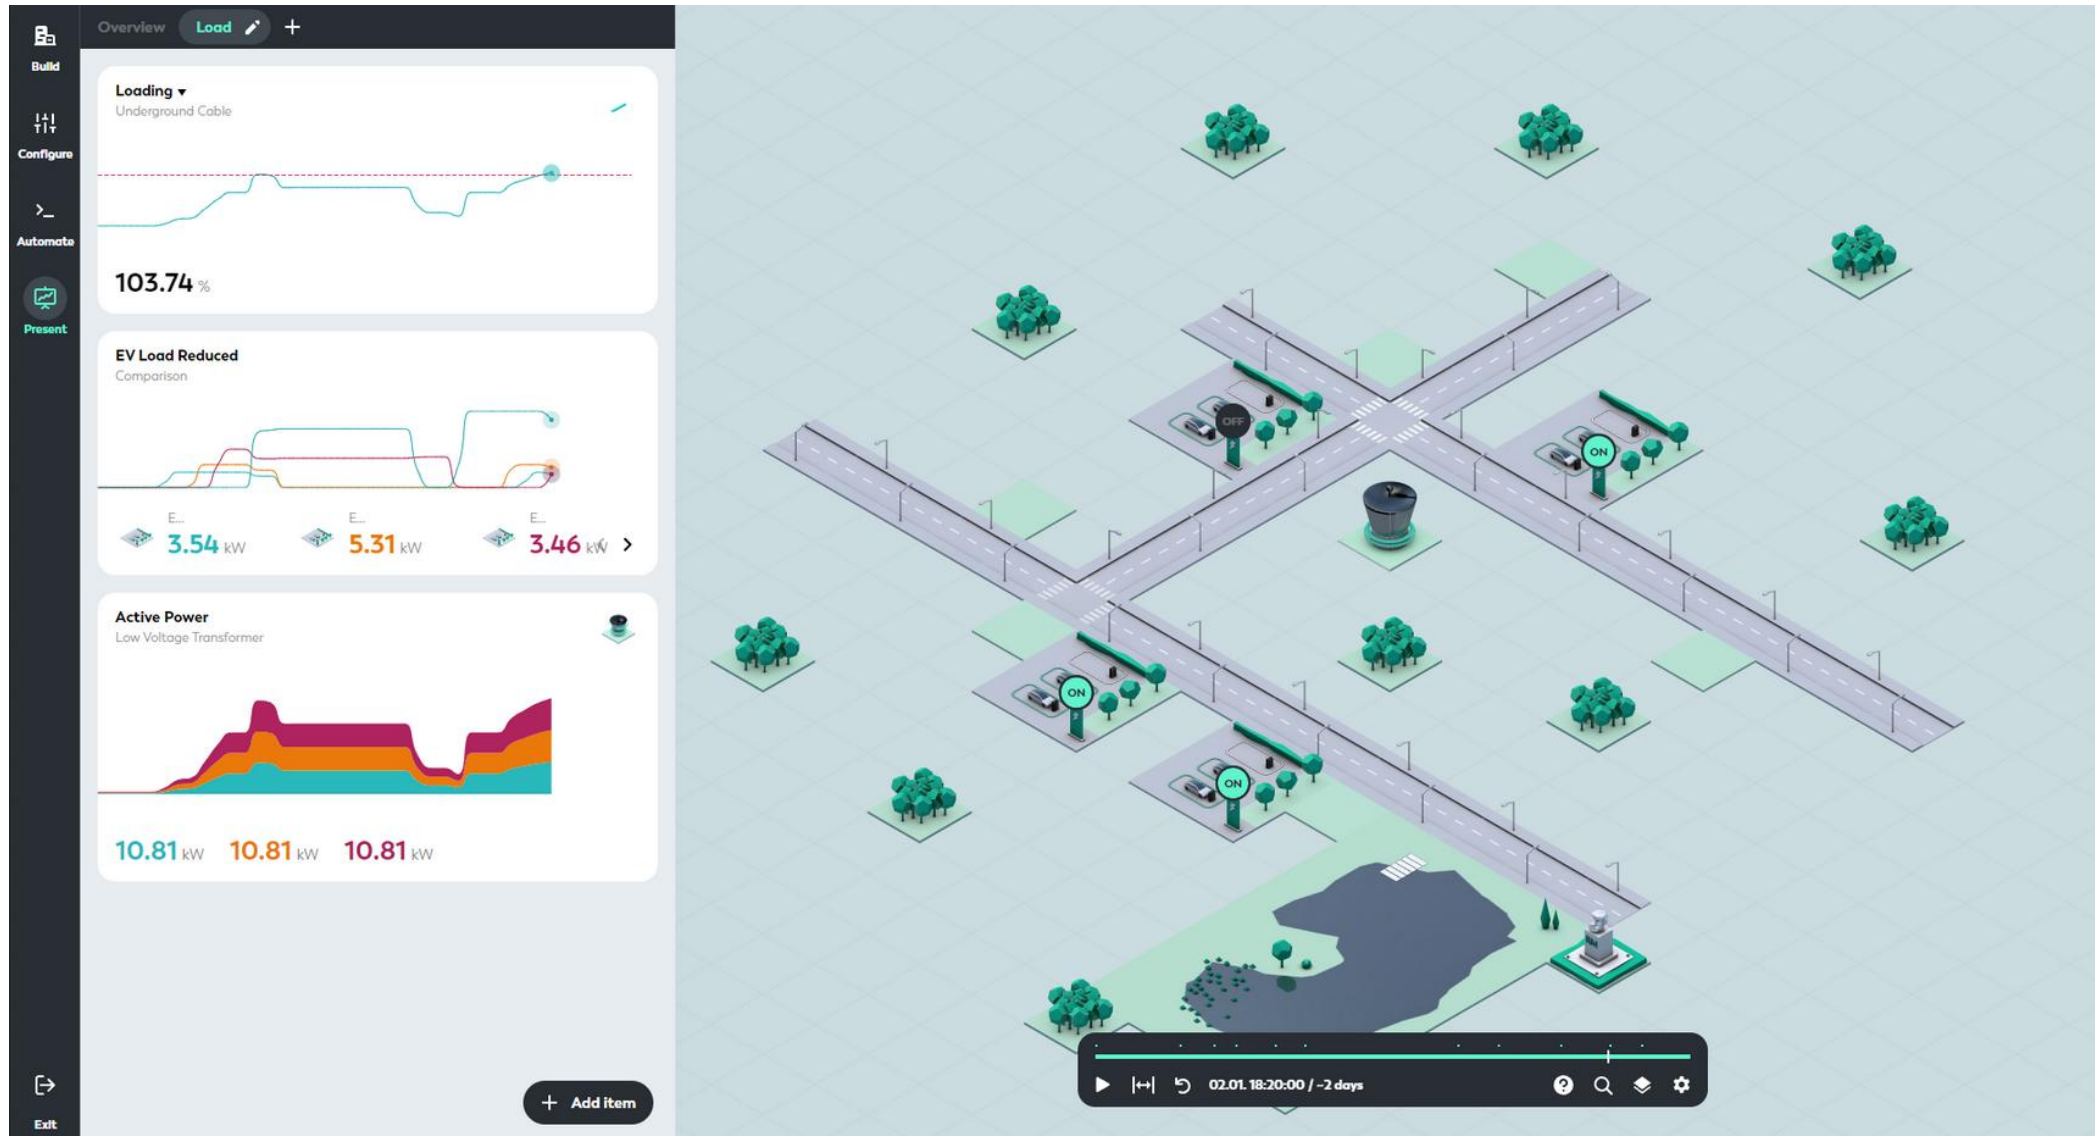 Build
Configure
Automate
Present
Exit
Overview Load
Loading
Underground Cable
103.74 %
EV Load Reduced
Comparison
E... E... E...
3.54 kW 5.31 kW 3.46 kW
Active Power
Low Voltage Transformer
10.81 kW 10.81 kW 10.81 kW
Add item
OFF
ON
ON
ON
02.01. 18:20:00 / ~2 days